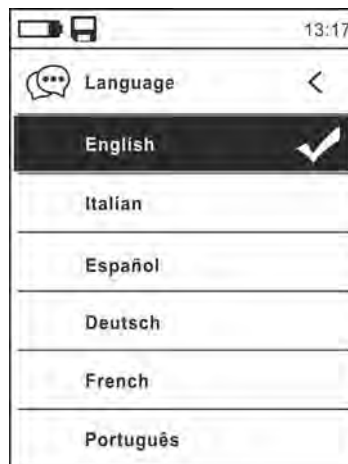 13:17
Language
English
Italian
Español
Deutsch
French
Português